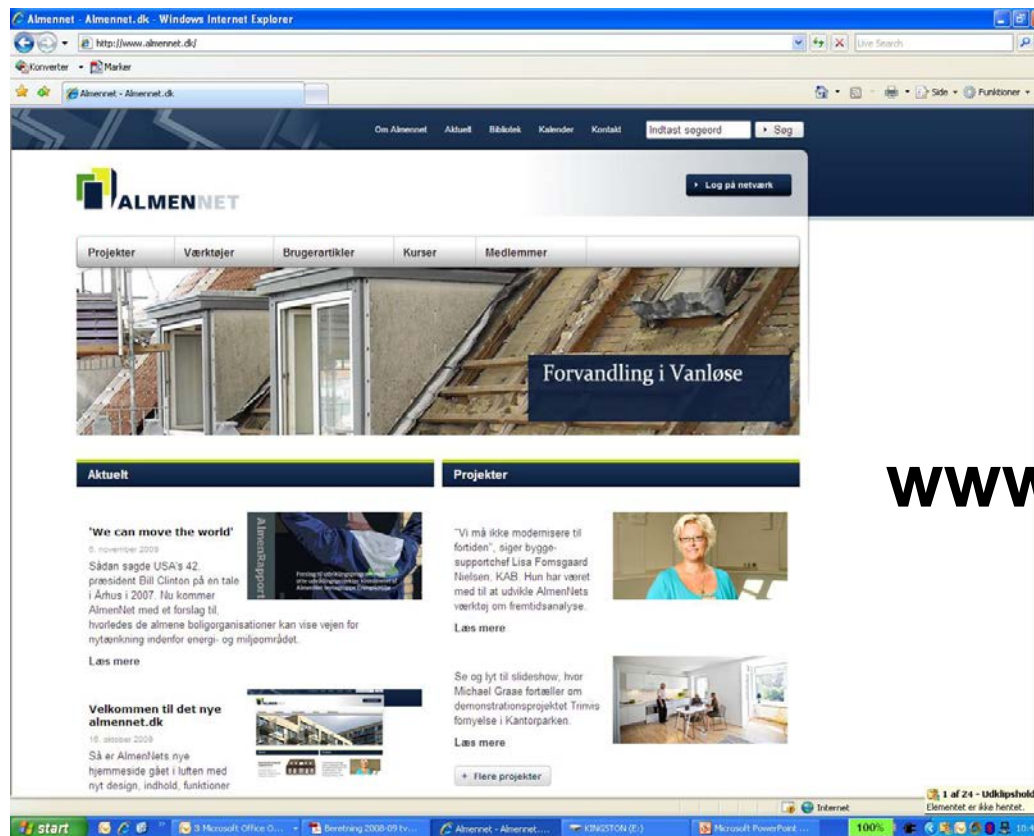 Almennet - Almennet.dk - Windows Internet Explorer
http://www.almennet.dk/
Live Search
Konverter
Marker
Almennet - Almennet.dk
Side
Funktioner
Om Almennet
Aktuelt
Bibliotek
Kalender
Kontakt
Indtast søgeord
Søg
ALMENNET
Log på netværk
Projekter
Værktøjer
Brugerartikler
Kurser
Medlemmer
Forvandling i Vanløse
Aktuelt
'We can move the world'
6. november 2009
Sådan sagde USA's 42.
præsident Bill Clinton på en tale
i Århus i 2007. Nu kommer
AlmenNet med et forslag til,
hvorledes de almene boligorganisationer kan vise vejen for
nytænkning indenfor energi- og miljøområdet.
Læs mere
AlmenRapport
Velkommen til det nye
almennet.dk
16. oktober 2009
Så er AlmenNets nye
hjemmeside gået i luften med
nyt design, indhold, funktioner
Projekter
"Vi må ikke modernisere til
fortiden", siger bygge-
supportchef Lisa Fomsgaard
Nielsen, KAB. Hun har været
med til at udvikle AlmenNets
værktøj om fremtidsanalyse.
Læs mere
Se og lyt til slideshow, hvor
Michael Graae fortæller om
demonstrationsprojektet Trinvis
fornyelse i Kantorparken.
Læs mere
+ Flere projekter
www
Internet
1 af 24 - Udklipshold
Elementet er ikke hentet.
start
3 Microsoft Office O...
Beretning 2008-09 tv...
Almennet - Almennet....
KINGSTON (E:)
Microsoft PowerPoint ...
100%